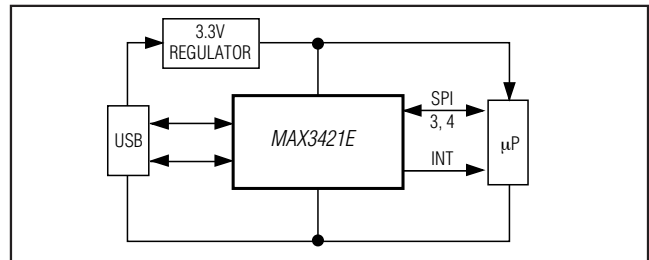 3.3V
REGULATOR
USB
MAX3421E
SPI
3, 4
INT
µP